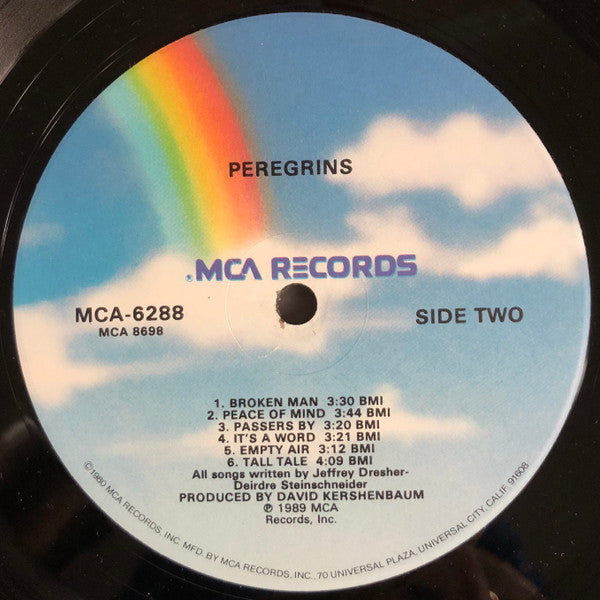 PEREGRINS
®MCA RECORDS
MCA-6288
MCA 8698
SIDE TWO
1. BROKEN MAN 3:30 BMI
2. PEACE OF MIND 3:44 BMI
3. PASSERS BY 3:20 BMI
4. IT'S A WORD 3:21 BMI
5. EMPTY AIR 3:12 BMI
6. TALL TALE 4:09 BMI
All songs written by Jeffrey Dresher-
Deirdre Steinschneider
PRODUCED BY DAVID KERSHENBAUM
℗ 1989 MCA
Records, Inc.
©1980 MCA RECORDS, INC. MFD. BY MCA RECORDS, INC., 70 UNIVERSAL PLAZA, UNIVERSAL CITY, CALIF. 91608